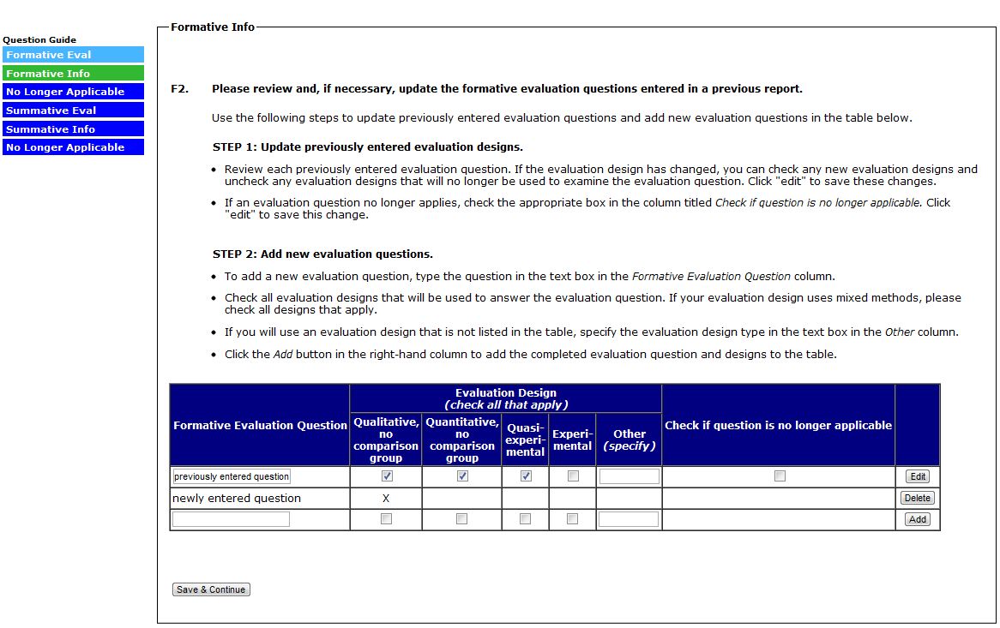 Question Guide
Formative Eval
Formative Info
No Longer Applicable
Summative Eval
Summative Info
No Longer Applicable
Formative Info
F2. Please review and, if necessary, update the formative evaluation questions entered in a previous report.
Use the following steps to update previously entered evaluation questions and add new evaluation questions in the table below.
STEP 1: Update previously entered evaluation designs.
• Review each previously entered evaluation question. If the evaluation design has changed, you can check any new evaluation designs and
uncheck any evaluation designs that will no longer be used to examine the evaluation question. Click "edit" to save these changes.
• If an evaluation question no longer applies, check the appropriate box in the column titled Check if question is no longer applicable. Click
"edit" to save this change.
STEP 2: Add new evaluation questions.
• To add a new evaluation question, type the question in the text box in the Formative Evaluation Question column.
• Check all evaluation designs that will be used to answer the evaluation question. If your evaluation design uses mixed methods, please
check all designs that apply.
• If you will use an evaluation design that is not listed in the table, specify the evaluation design type in the text box in the Other column.
• Click the Add button in the right-hand column to add the completed evaluation question and designs to the table.
Formative Evaluation Question
Evaluation Design
(check all that apply)
Qualitative,
no
comparison
group
Quantitative,
no
comparison
group
Quasi-
experi-
mental
Experi-
mental
Other
(specify)
Check if question is no longer applicable
previously entered question
Edit
newly entered question X
Delete
Add
Save & Continue